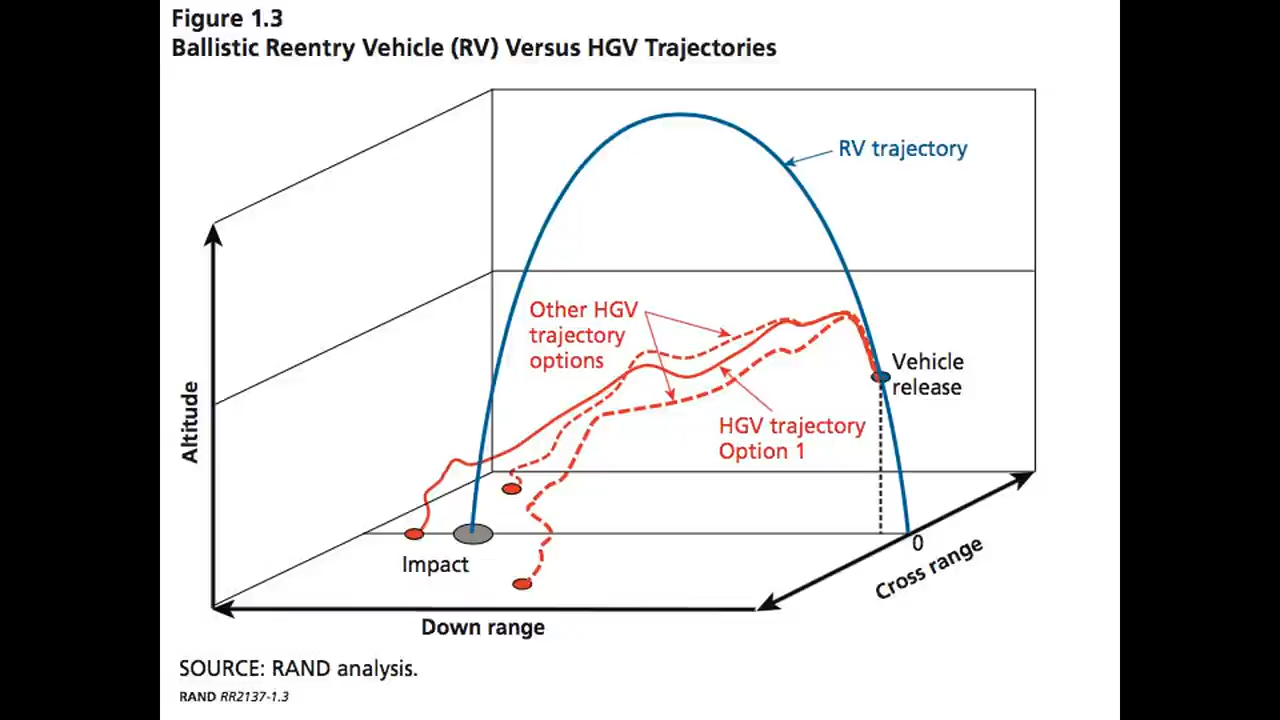 Figure 1.3
Ballistic Reentry Vehicle (RV) Versus HGV Trajectories
RV trajectory
Other HGV
trajectory
options
Vehicle
release
HGV trajectory
Option 1
Altitude
Impact
0
Cross range
Down range
SOURCE: RAND analysis.
RAND RR2137-1.3